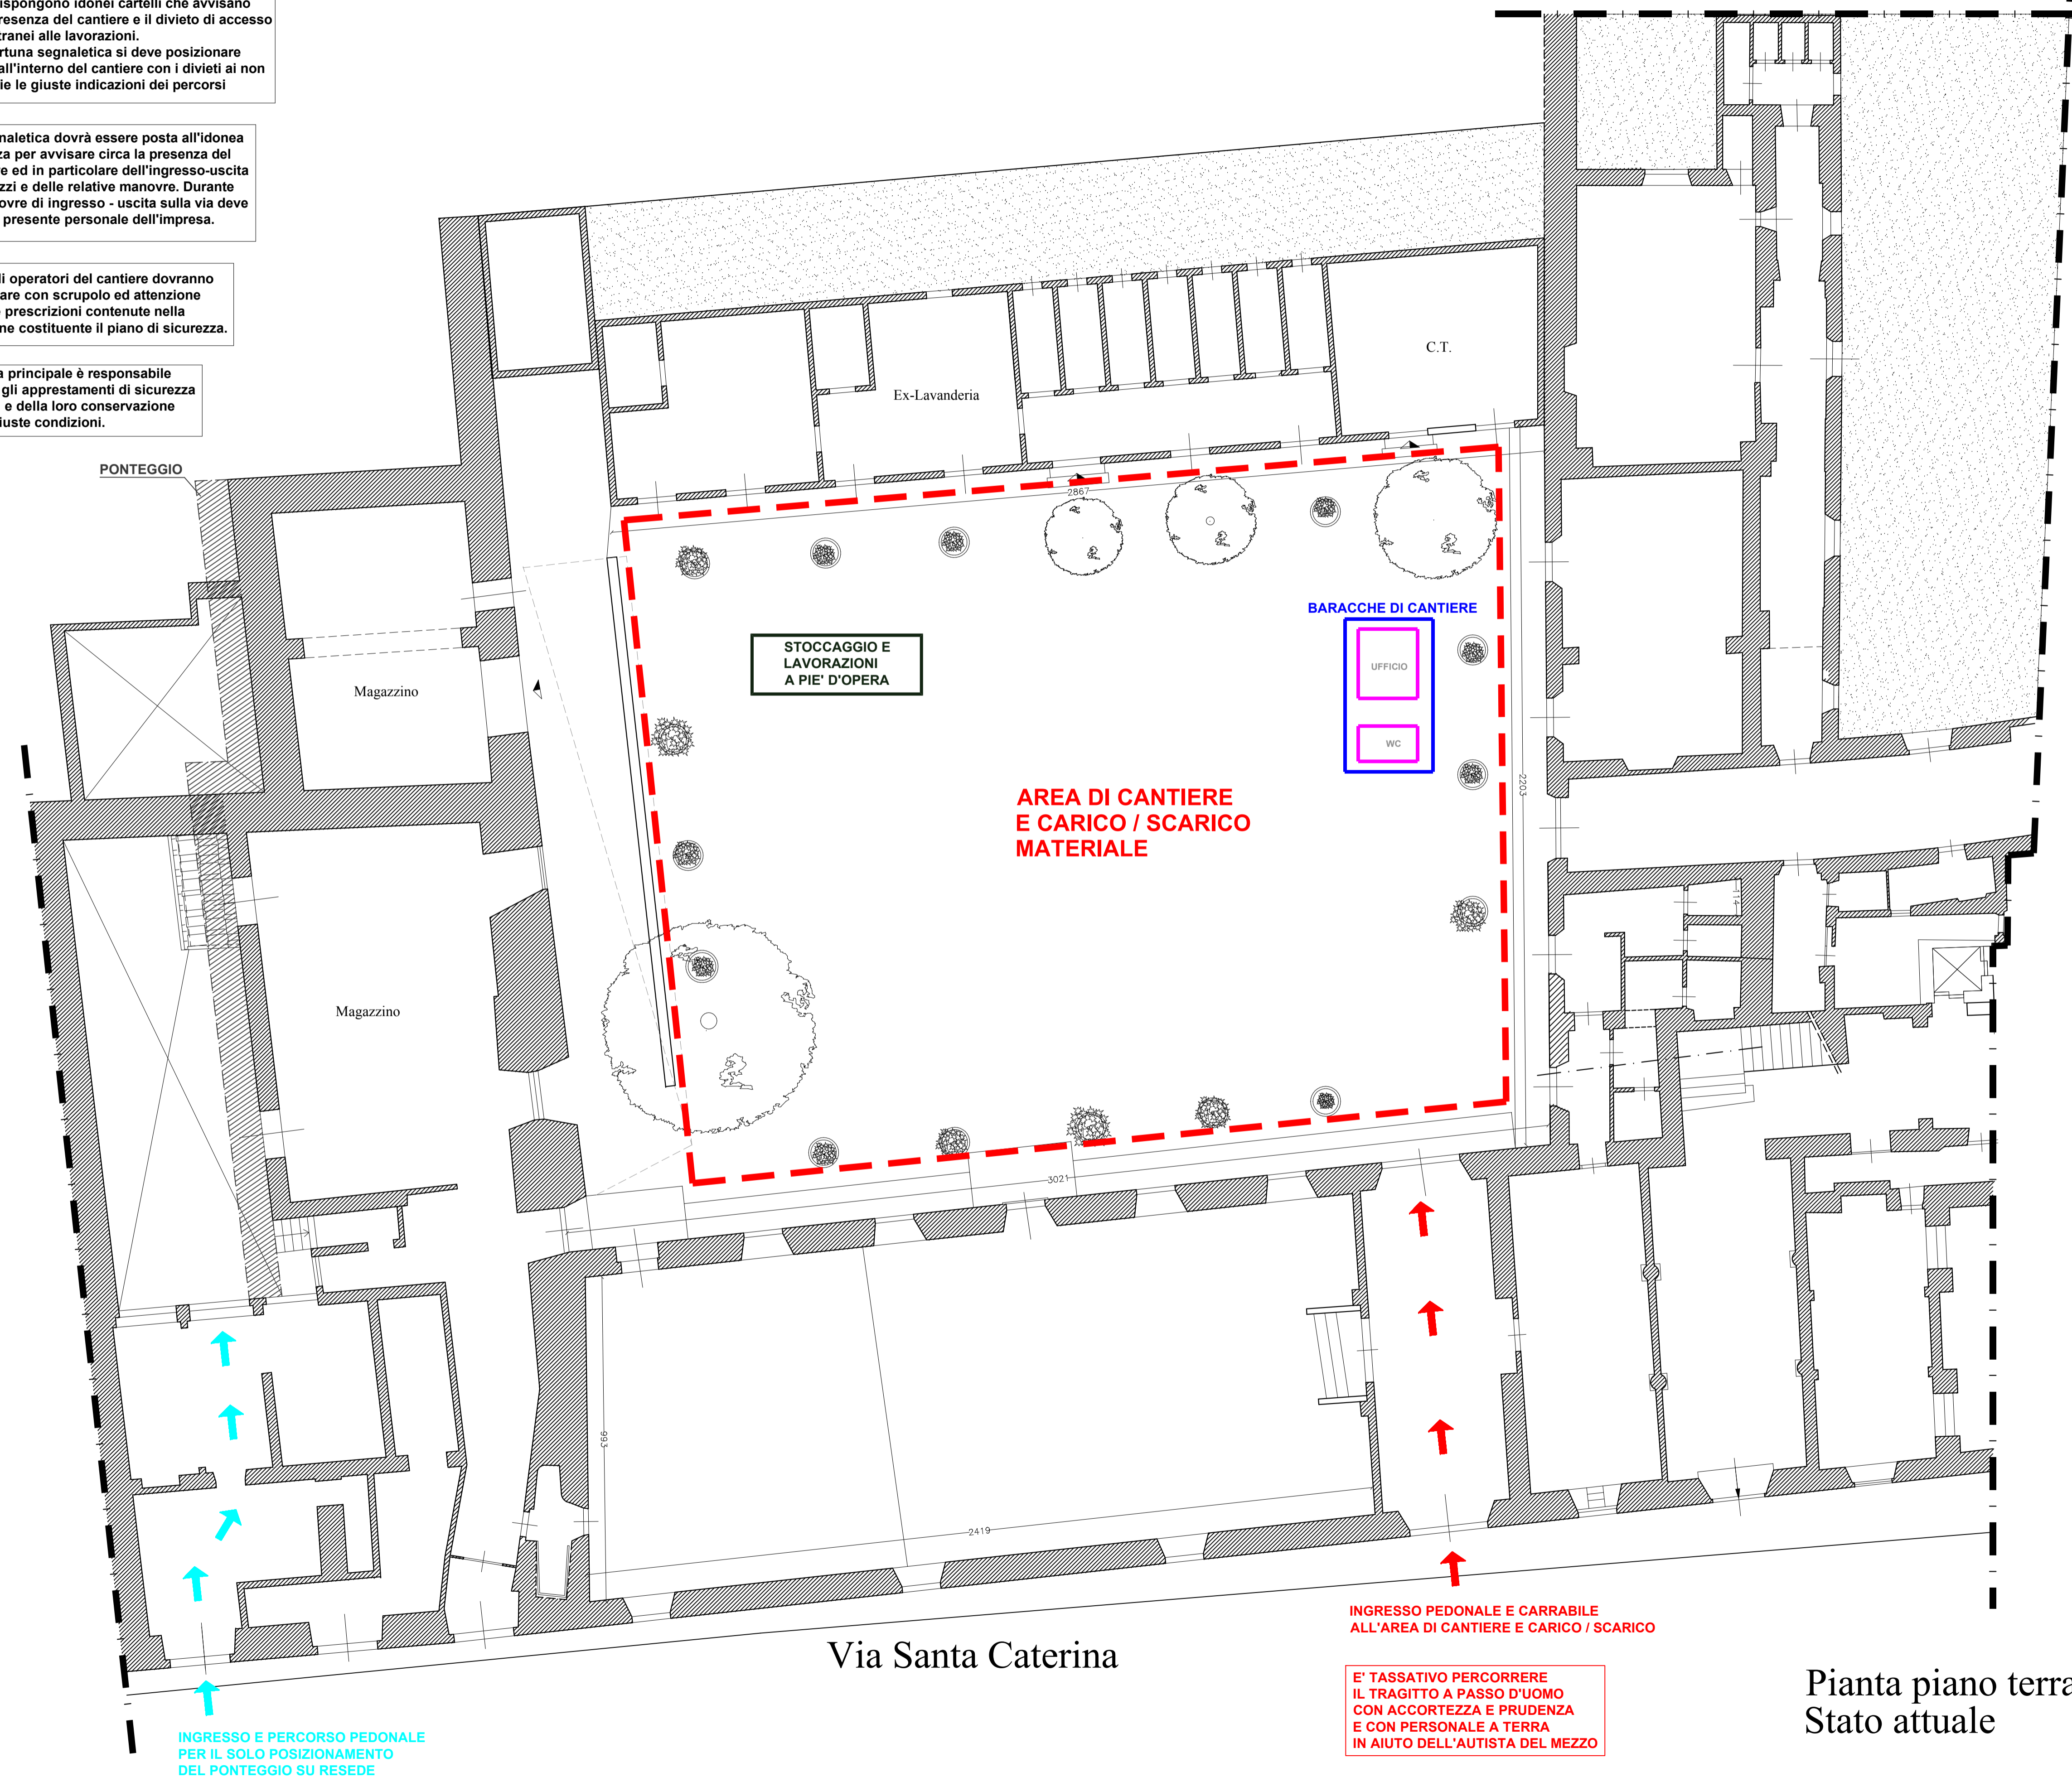 ispongono idonei cartelli che avvisano
resenza del cantiere e il divieto di accesso
tranei alle lavorazioni.
rtuna segnaletica si deve posizionare
all'interno del cantiere con i divieti ai non
ie le giuste indicazioni dei percorsi
naletica dovrà essere posta all'idonea
za per avvisare circa la presenza del
e ed in particolare dell'ingresso-uscita
zzi e delle relative manovre. Durante
ovre di ingresso - uscita sulla via deve
presente personale dell'impresa.
li operatori del cantiere dovranno
are con scrupolo ed attenzione
prescrizioni contenute nella
ne costituente il piano di sicurezza.
a principale è responsabile
gli apprestamenti di sicurezza
e della loro conservazione
iuste condizioni.
PONTEGGIO
C.T.
Ex-Lavanderia
2867
BARACCHE DI CANTIERE
STOCCAGGIO E
LAVORAZIONI
A PIE' D'OPERA
UFFICIO
WC
Magazzino
2203
AREA DI CANTIERE
E CARICO / SCARICO
MATERIALE
Magazzino
3021
993
2419
INGRESSO PEDONALE E CARRABILE
ALL'AREA DI CANTIERE E CARICO / SCARICO
Via Santa Caterina
E' TASSATIVO PERCORRERE
IL TRAGITTO A PASSO D'UOMO
CON ACCORTEZZA E PRUDENZA
E CON PERSONALE A TERRA
IN AIUTO DELL'AUTISTA DEL MEZZO
Pianta piano terra
Stato attuale
INGRESSO E PERCORSO PEDONALE
PER IL SOLO POSIZIONAMENTO
DEL PONTEGGIO SU RESEDE